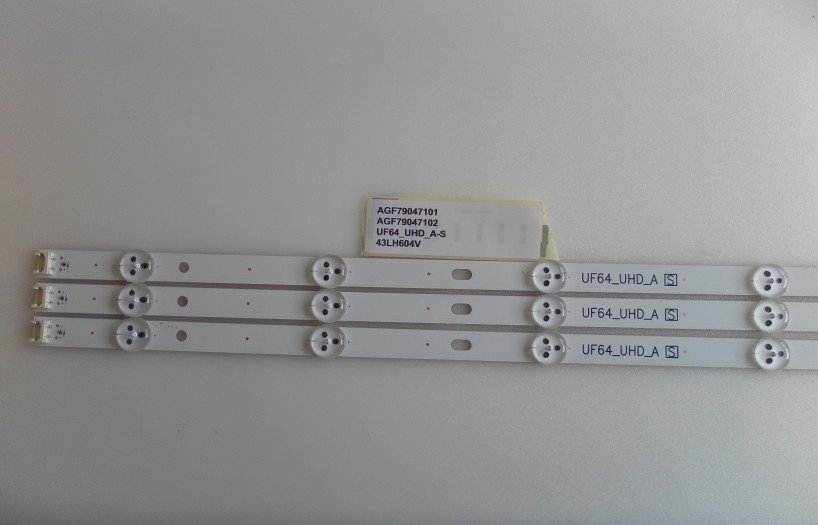 AGF79047101
AGF79047102
UF64_UHD_A-S
43LH604V
UF64_UHD_A S
UF64_UHD_A S
UF64_UHD_A S